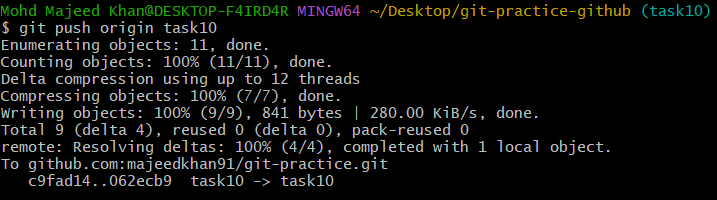 Mohd Majeed Khan@DESKTOP-F4IRD4R MINGW64 ~/Desktop/git-practice-github (task10)
$ git push origin task10
Enumerating objects: 11, done.
Counting objects: 100% (11/11), done.
Delta compression using up to 12 threads
Compressing objects: 100% (7/7), done.
Writing objects: 100% (9/9), 841 bytes | 280.00 KiB/s, done.
Total 9 (delta 4), reused 0 (delta 0), pack-reused 0
remote: Resolving deltas: 100% (4/4), completed with 1 local object.
To github.com:majeedkhan91/git-practice.git
   c9fad14..062ecb9  task10 -> task10